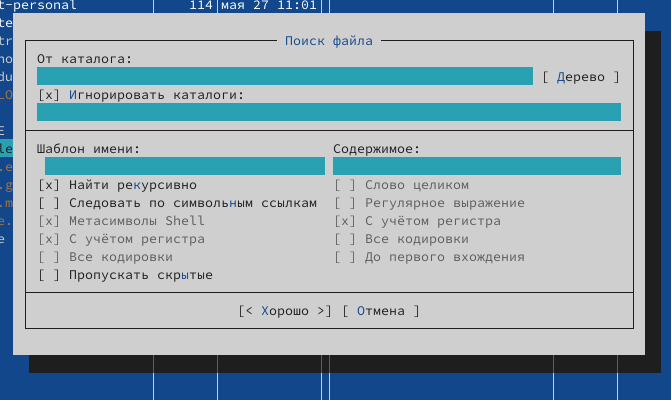 t-personal 114 мая 27 11:01
Поиск файла
От каталога:
[ Дерево ]
[x] Игнорировать каталоги:
Шаблон имени: Содержимое:
[x] Найти рекурсивно [ ] Слово целиком
[ ] Следовать по символьным ссылкам [ ] Регулярное выражение
[x] Метасимволы Shell [x] С учётом регистра
[x] С учётом регистра [ ] Все кодировки
[ ] Все кодировки [ ] До первого вхождения
[ ] Пропускать скрытые
[< Хорошо >] [ Отмена ]